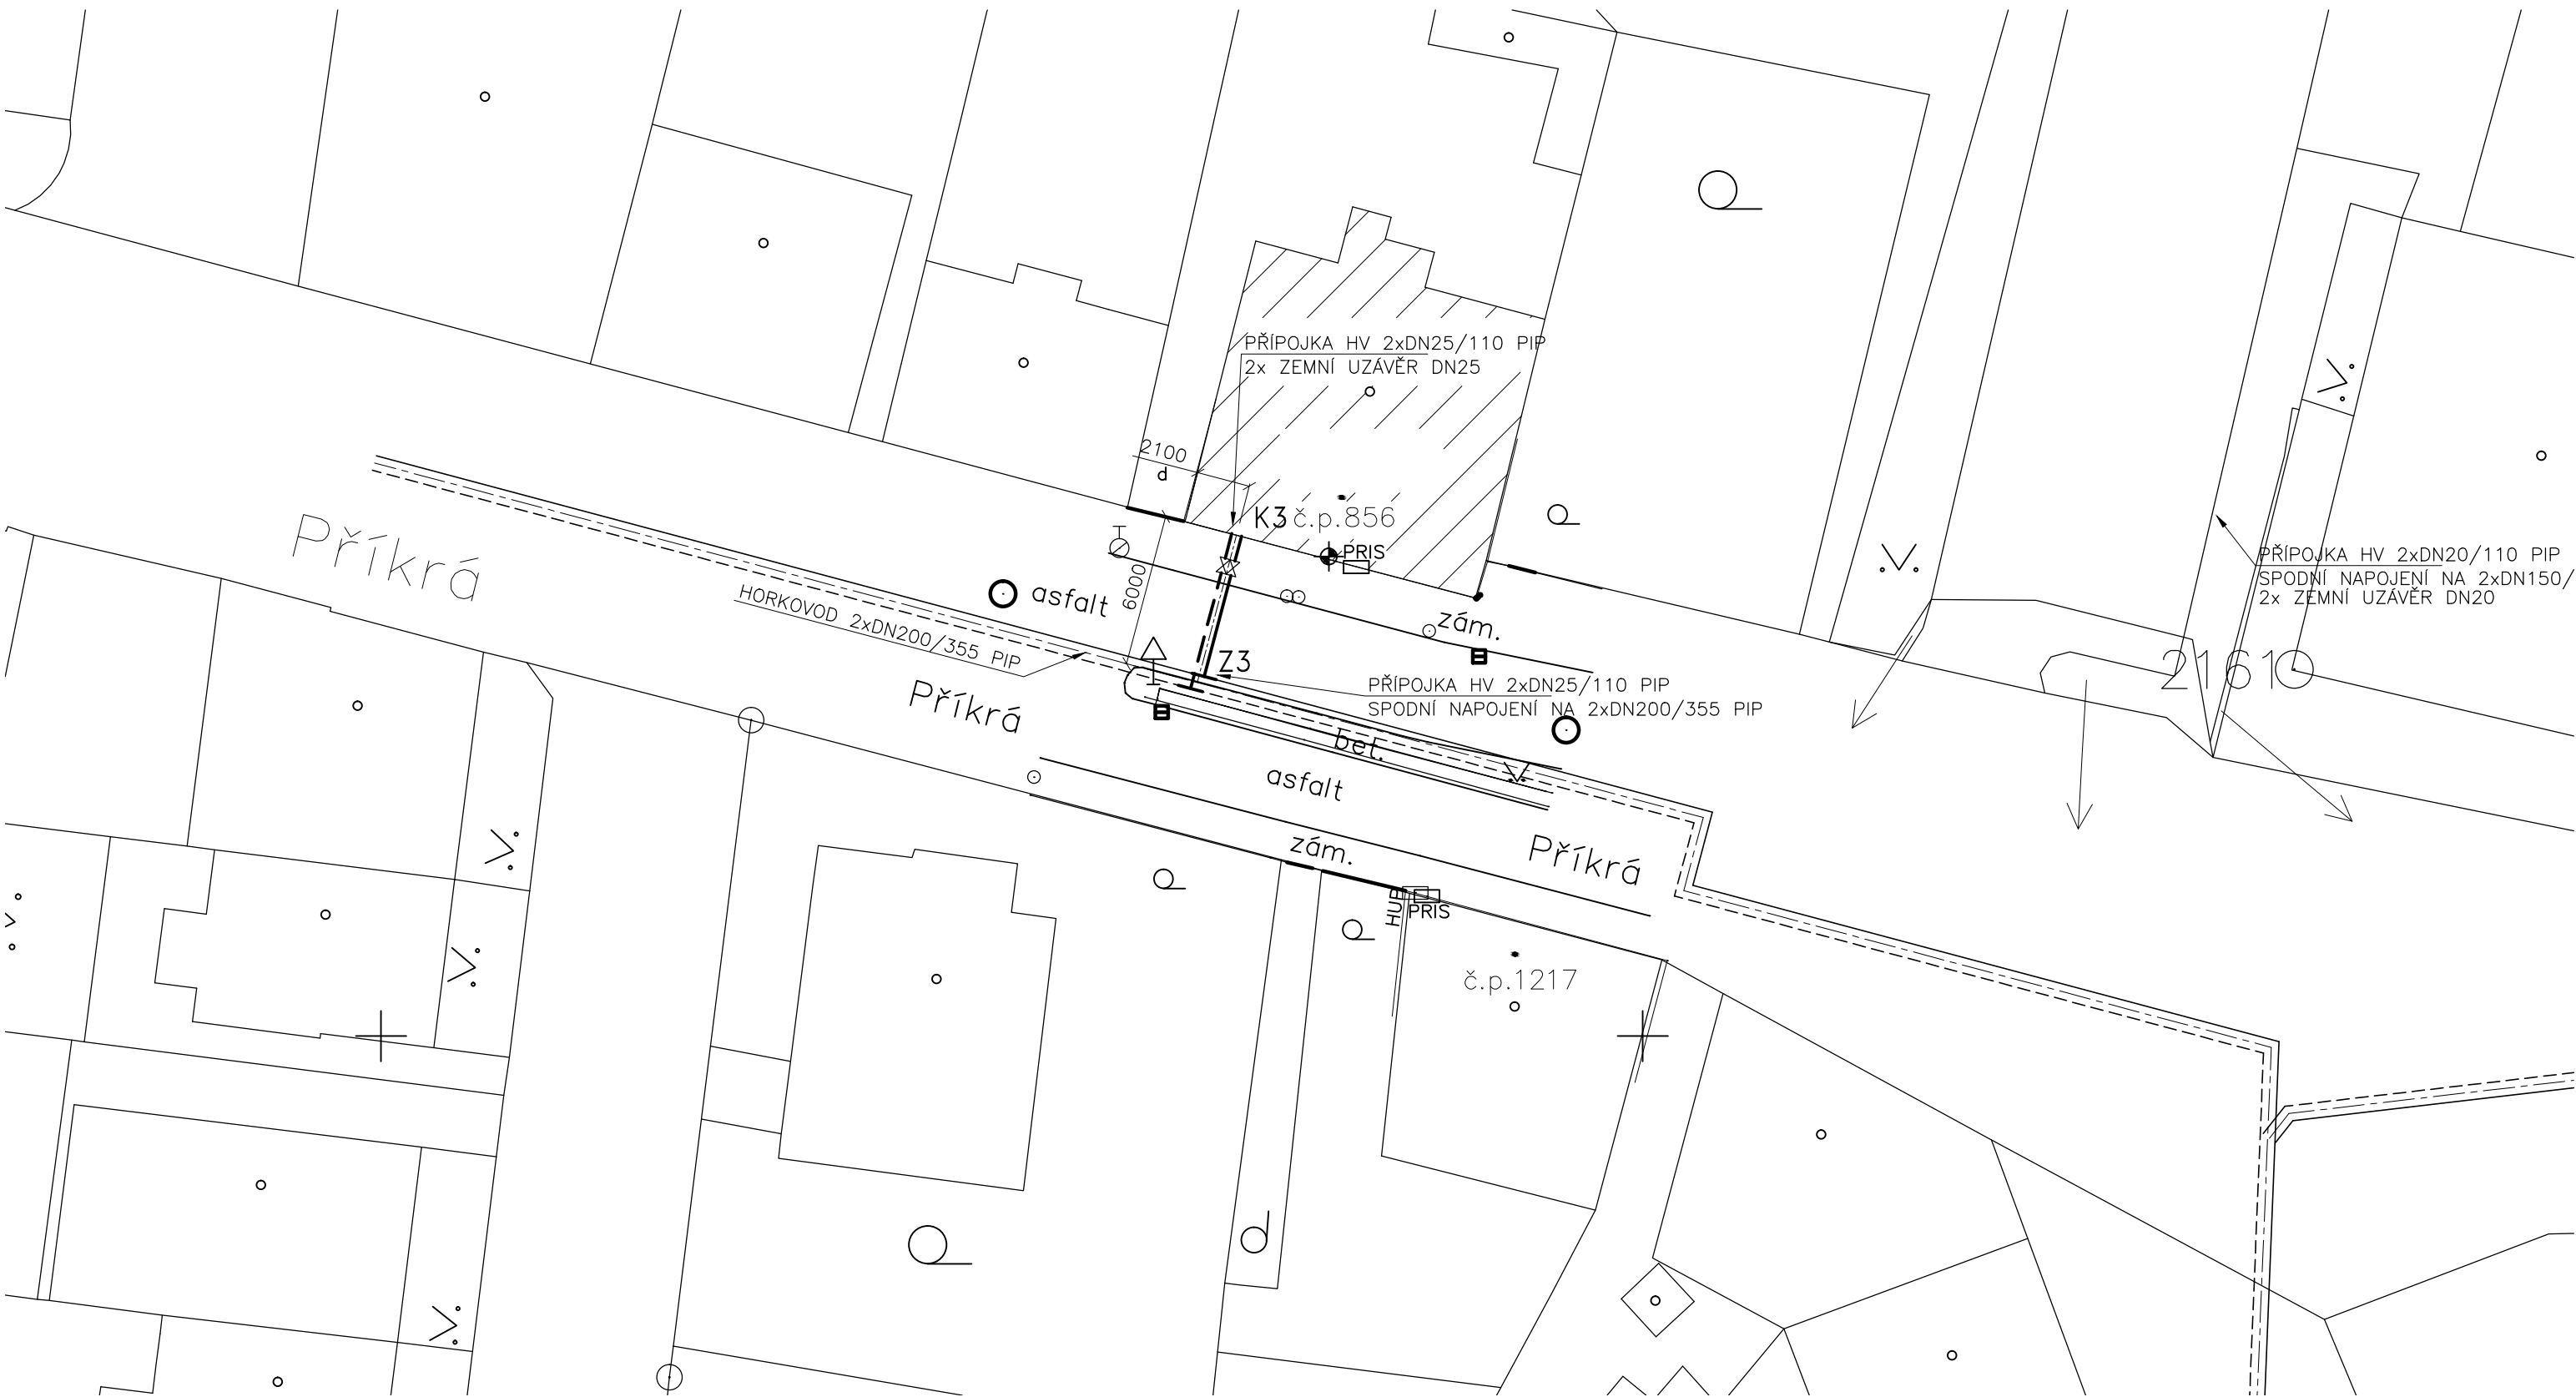 PŘÍPOJKA HV 2xDN25/110 PIP
2x ZEMNÍ UZÁVĚR DN25
2100
d
K3
č.p.856
PRIS
Příkrá
asfalt
6000
HORKOVOD 2xDN200/355 PIP
zám.
PŘÍPOJKA HV 2xDN20/110 PIP
SPODNÍ NAPOJENÍ NA 2xDN150/
2x ZEMNÍ UZÁVĚR DN20
Z3
2161
PŘÍPOJKA HV 2xDN25/110 PIP
SPODNÍ NAPOJENÍ NA 2xDN200/355 PIP
Příkrá
bet.
asfalt
zám.
Příkrá
HUP
PRIS
č.p.1217